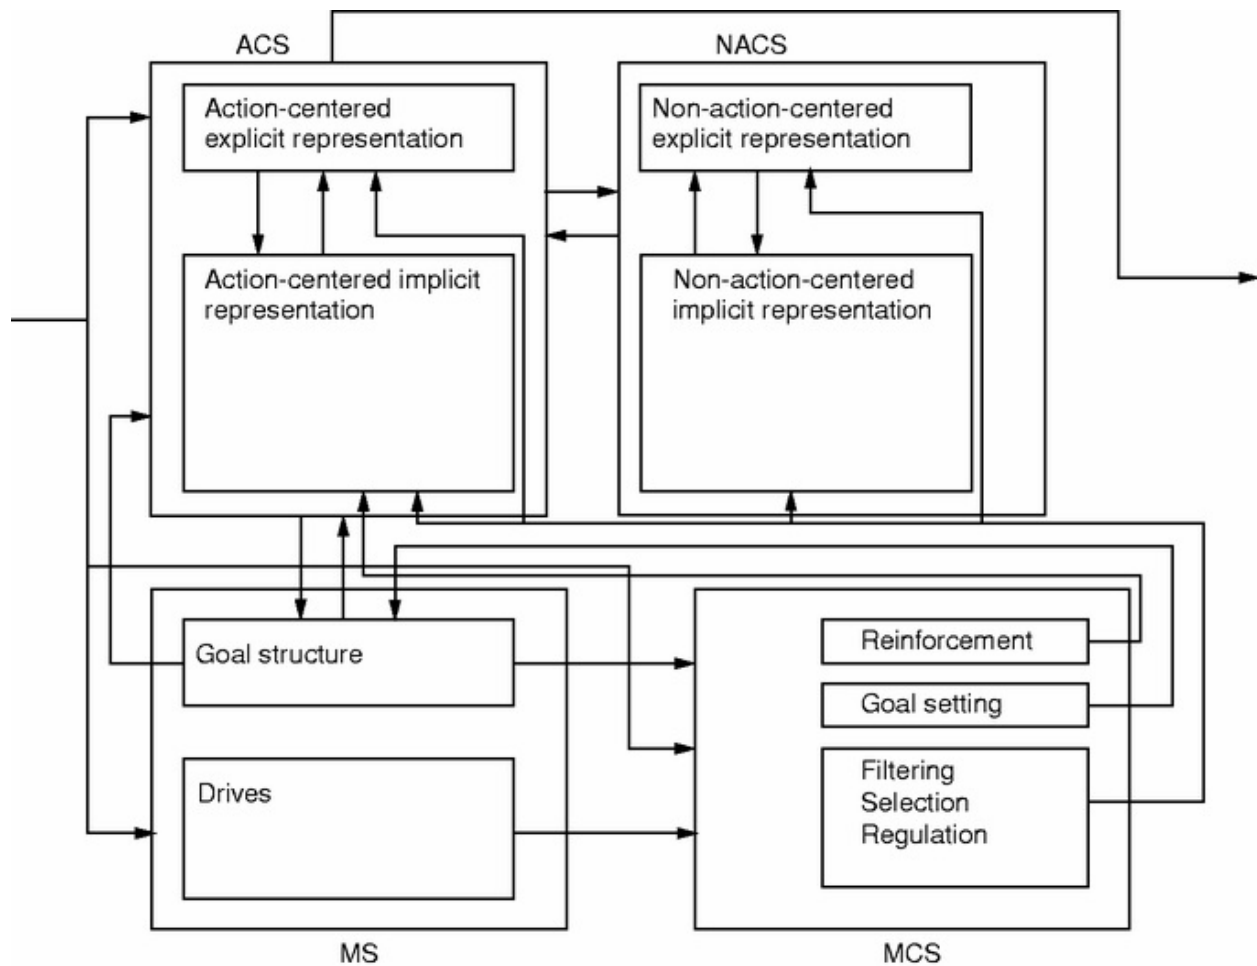 ACS
NACS
Action-centered
explicit representation
Non-action-centered
explicit representation
Action-centered implicit
representation
Non-action-centered
implicit representation
Goal structure
Drives
Reinforcement
Goal setting
Filtering
Selection
Regulation
MS
MCS